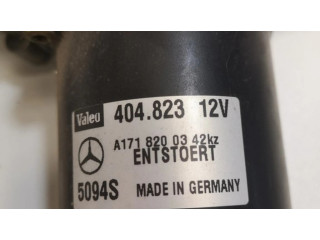 Valeo 404.823 12V
A171 820 03 42kz
ENTSTOERT
5094S MADE IN GERMANY